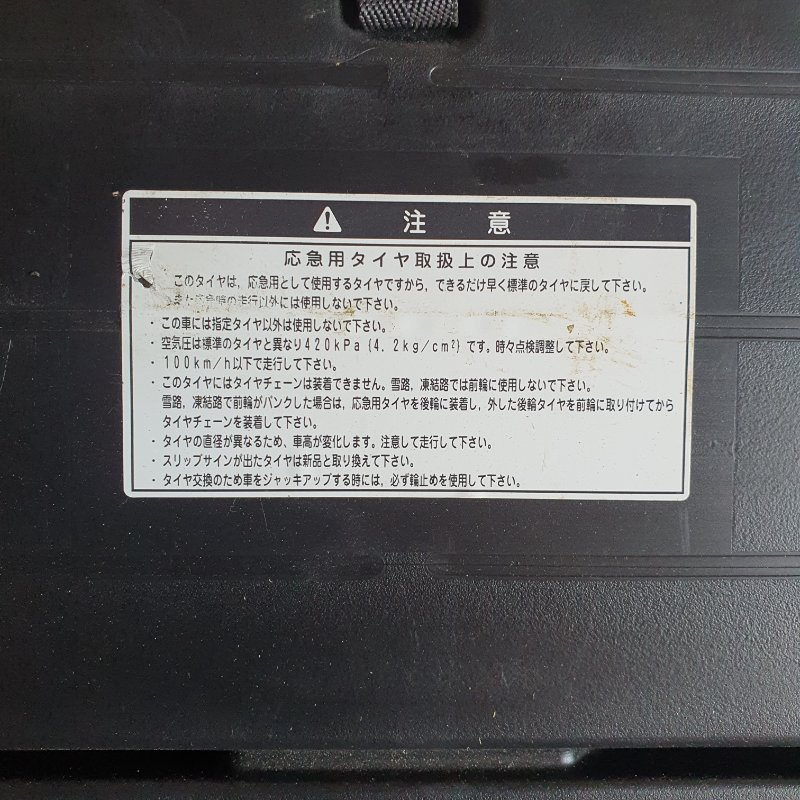 注 意
応急用タイヤ取扱上の注意
このタイヤは，応急用として使用するタイヤですから，できるだけ早く標準のタイヤに戻して下さい。
また応急時の走行以外には使用しないで下さい。
・この車には指定タイヤ以外は使用しないで下さい。
・空気圧は標準のタイヤと異なり420kPa(4.2kg/cm²)です。時々点検調整して下さい。
・100km/h以下で走行して下さい。
・このタイヤにはタイヤチェーンは装着できません。雪路，凍結路では前輪に使用しないで下さい。
雪路，凍結路で前輪がパンクした場合は，応急用タイヤを後輪に装着し，外した後輪タイヤを前輪に取り付けてから
タイヤチェーンを装着して下さい。
・タイヤの直径が異なるため、車高が変化します。注意して走行して下さい。
・スリップサインが出たタイヤは新品と取り換えて下さい。
・タイヤ交換のため車をジャッキアップする時には，必ず輪止めを使用して下さい。